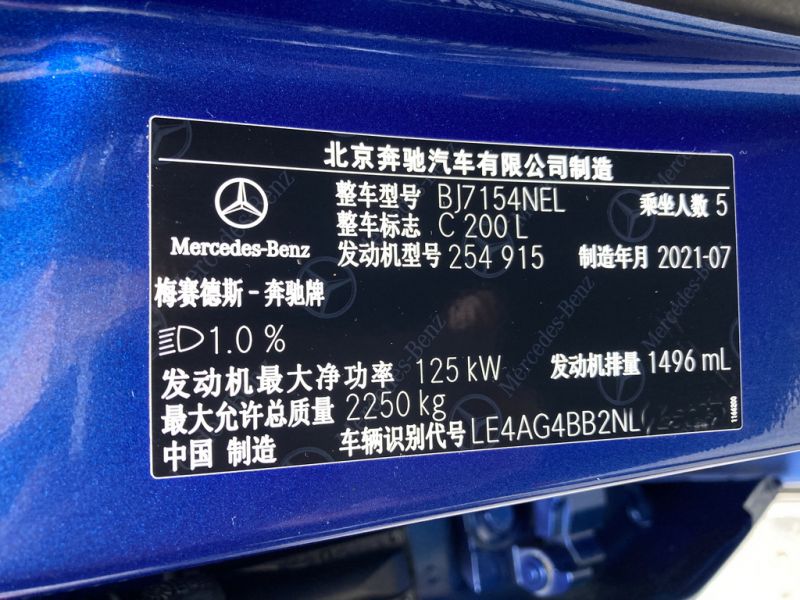 北京奔驰汽车有限公司制造
整车型号 BJ7154NEL 乘坐人数 5
整车标志 C 200 L
Mercedes-Benz
发动机型号 254 915 制造年月 2021-07
梅赛德斯-奔驰牌
1.0 %
发动机最大净功率 125 kW 发动机排量 1496 mL
最大允许总质量 2250 kg
中国 制造 车辆识别代号 LE4AG4BB2NL